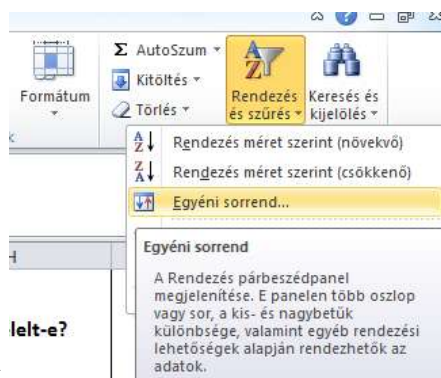 Σ AutoSzum
Kitöltés
Törlés
Formátum
Rendezés
és szűrés
Keresés és
kijelölés
Rendezés méret szerint (növekvő)
Rendezés méret szerint (csökkenő)
Egyéni sorrend...
H
Egyéni sorrend
A Rendezés párbeszédpanel
megjelenítése. E panelen több oszlop
vagy sor, a kis- és nagybetűk
különbsége, valamint egyéb rendezési
lehetőségek alapján rendezhetők az
adatok.
lelt-e?